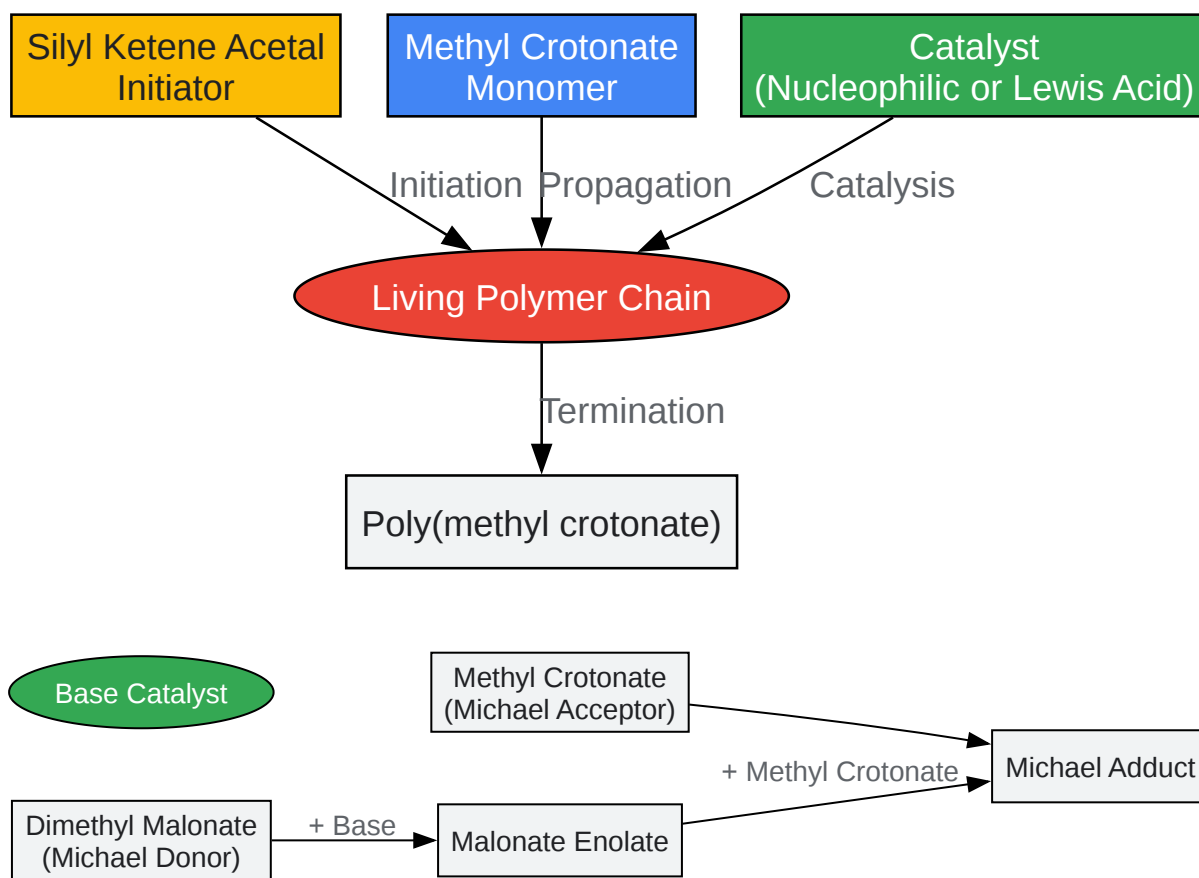 Silyl Ketene Acetal
Initiator
Methyl Crotonate
Monomer
Catalyst
(Nucleophilic or Lewis Acid)
Initiation
Propagation
Catalysis
Living Polymer Chain
Termination
Poly(methyl crotonate)
Base Catalyst
Methyl Crotonate
(Michael Acceptor)
+ Methyl Crotonate
Michael Adduct
Dimethyl Malonate
(Michael Donor)
+ Base
Malonate Enolate